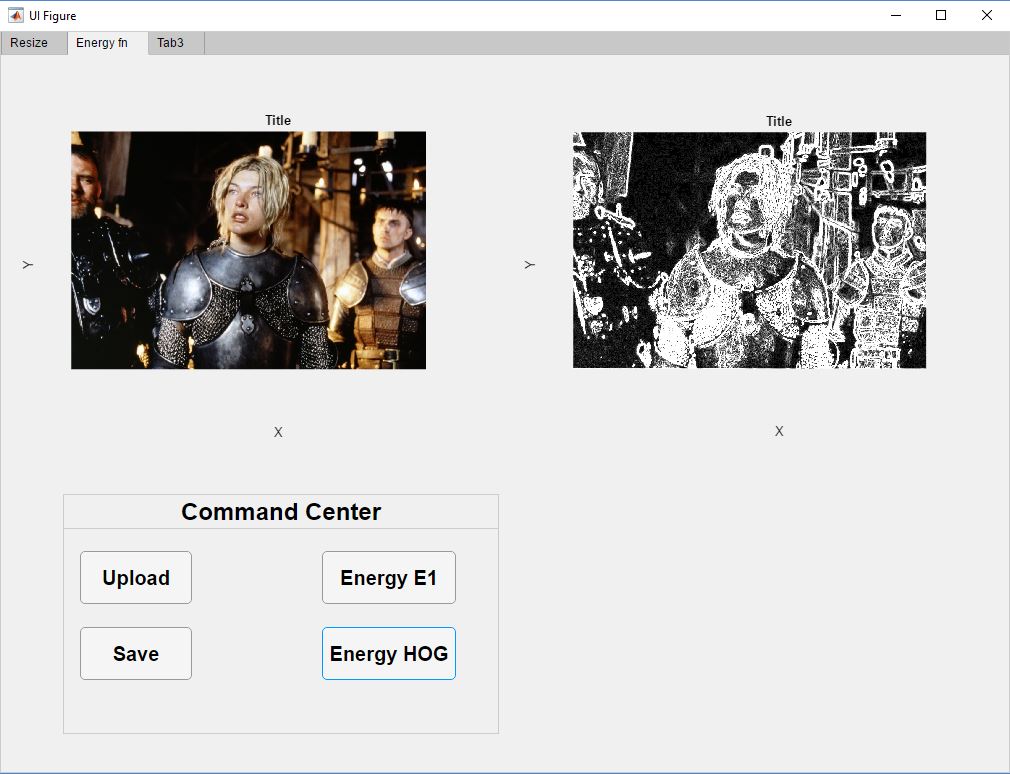 UI Figure
Resize
Energy fn
Tab3
Title
Title
Y
Y
X
X
Command Center
Upload
Energy E1
Save
Energy HOG